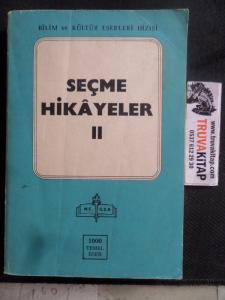 BİLİM ve KÜLTÜR ESERLERİ DİZİSİ
SEÇME
HİKÂYELER
II
1000
TEMEL
ESER
www.truvakitap.com
TRUVA
KİTAP
0537 612 29 30